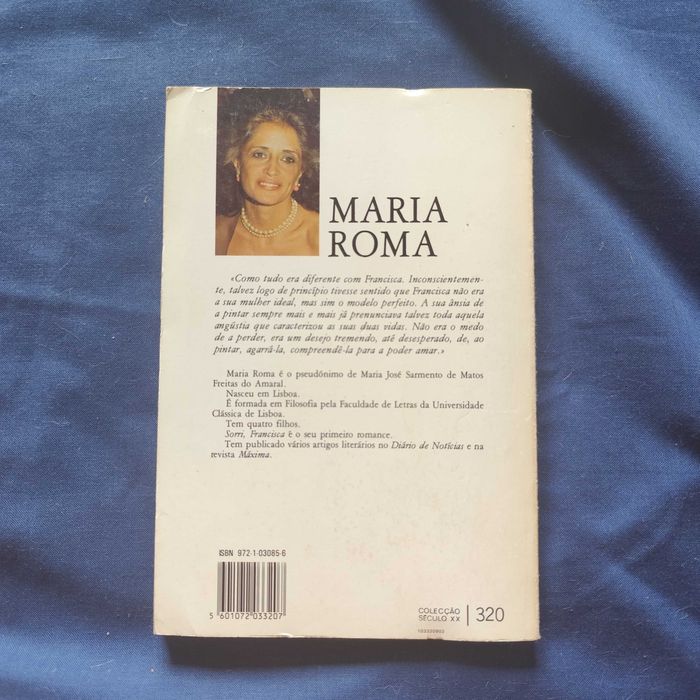 MARIA
ROMA
«Como tudo era diferente com Francisca. Inconscientemen-
te, talvez logo de princípio tivesse sentido que Francisca não era
a sua mulher ideal, mas sim o modelo perfeito. A sua ânsia de
a pintar sempre mais e mais já prenunciava talvez toda aquela
angústia que caracterizou as suas duas vidas. Não era o medo
de a perder, era um desejo tremendo, até desesperado, de, ao
pintar, agarrá-la, compreendê-la para a poder amar.»
Maria Roma é o pseudónimo de Maria José Sarmento de Matos
Freitas do Amaral.
Nasceu em Lisboa.
É formada em Filosofia pela Faculdade de Letras da Universidade
Clássica de Lisboa.
Tem quatro filhos.
Sorri, Francisca é o seu primeiro romance.
Tem publicado vários artigos literários no Diário de Notícias e na
revista Máxima.
ISBN 972-1-03085-6
5 601072 033207
COLECÇÃO
SÉCULO XX
320